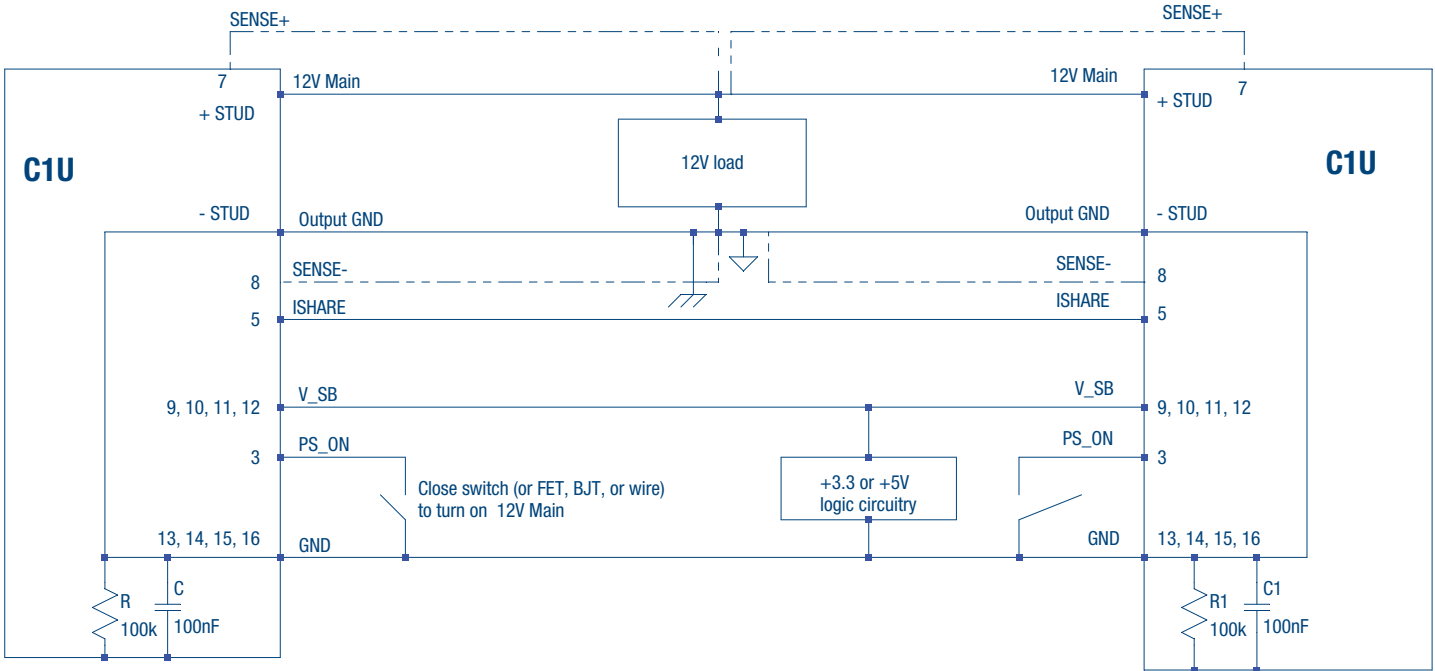 SENSE+
SENSE+
7
12V Main
12V Main
7
+ STUD
+ STUD
C1U
12V load
C1U
- STUD
Output GND
Output GND
- STUD
8
SENSE-
SENSE-
8
5
ISHARE
ISHARE
5
9, 10, 11, 12
V_SB
V_SB
9, 10, 11, 12
3
PS_ON
PS_ON
3
Close switch (or FET, BJT, or wire)
to turn on 12V Main
+3.3 or +5V
logic circuitry
13, 14, 15, 16
GND
GND
13, 14, 15, 16
R
100k
C
100nF
R1
100k
C1
100nF